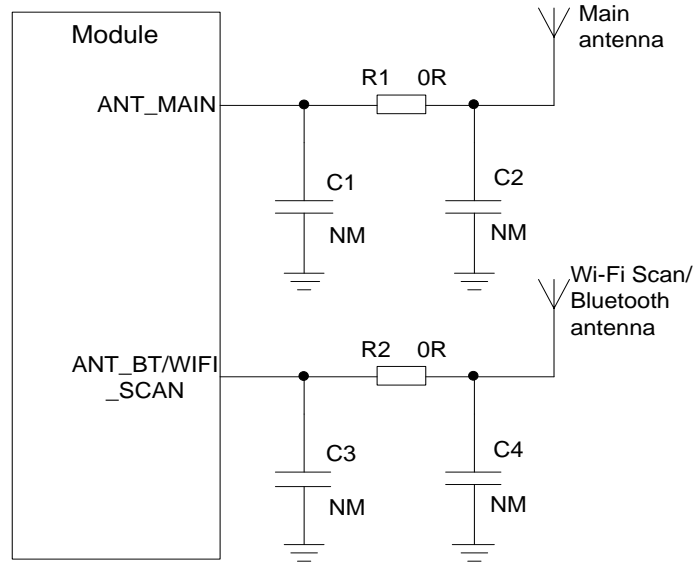 Module
Main
antenna
R1 0R
ANT_MAIN
C1
C2
NM
NM
Wi-Fi Scan/
Bluetooth
antenna
R2 0R
ANT_BT/WIFI
_SCAN
C3
C4
NM
NM